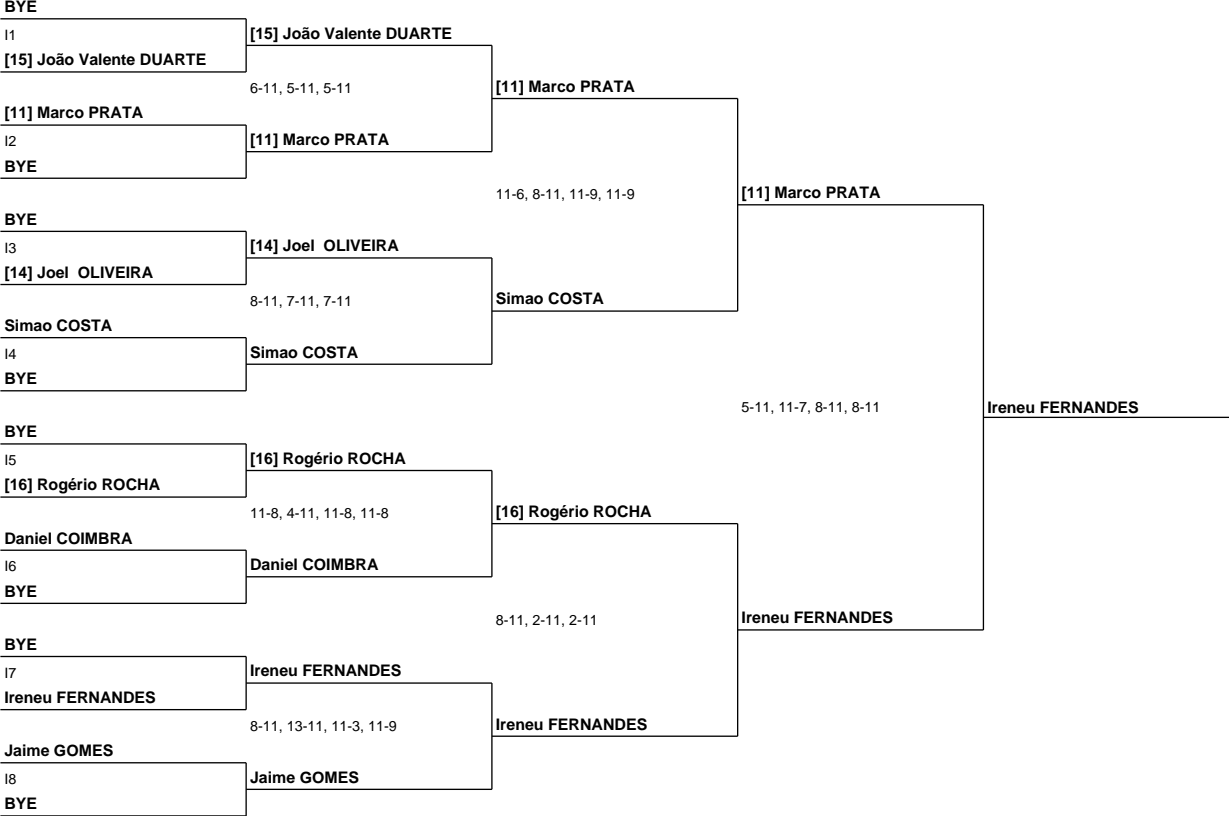 BYE
I1
[15] João Valente DUARTE
[15] João Valente DUARTE
6-11, 5-11, 5-11
[11] Marco PRATA
[11] Marco PRATA
I2
[11] Marco PRATA
BYE
11-6, 8-11, 11-9, 11-9
[11] Marco PRATA
BYE
I3
[14] Joel  OLIVEIRA
[14] Joel  OLIVEIRA
8-11, 7-11, 7-11
Simao COSTA
Simao COSTA
I4
Simao COSTA
BYE
5-11, 11-7, 8-11, 8-11
Ireneu FERNANDES
BYE
I5
[16] Rogério ROCHA
[16] Rogério ROCHA
11-8, 4-11, 11-8, 11-8
[16] Rogério ROCHA
Daniel COIMBRA
I6
Daniel COIMBRA
BYE
8-11, 2-11, 2-11
Ireneu FERNANDES
BYE
I7
Ireneu FERNANDES
Ireneu FERNANDES
8-11, 13-11, 11-3, 11-9
Ireneu FERNANDES
Jaime GOMES
I8
Jaime GOMES
BYE